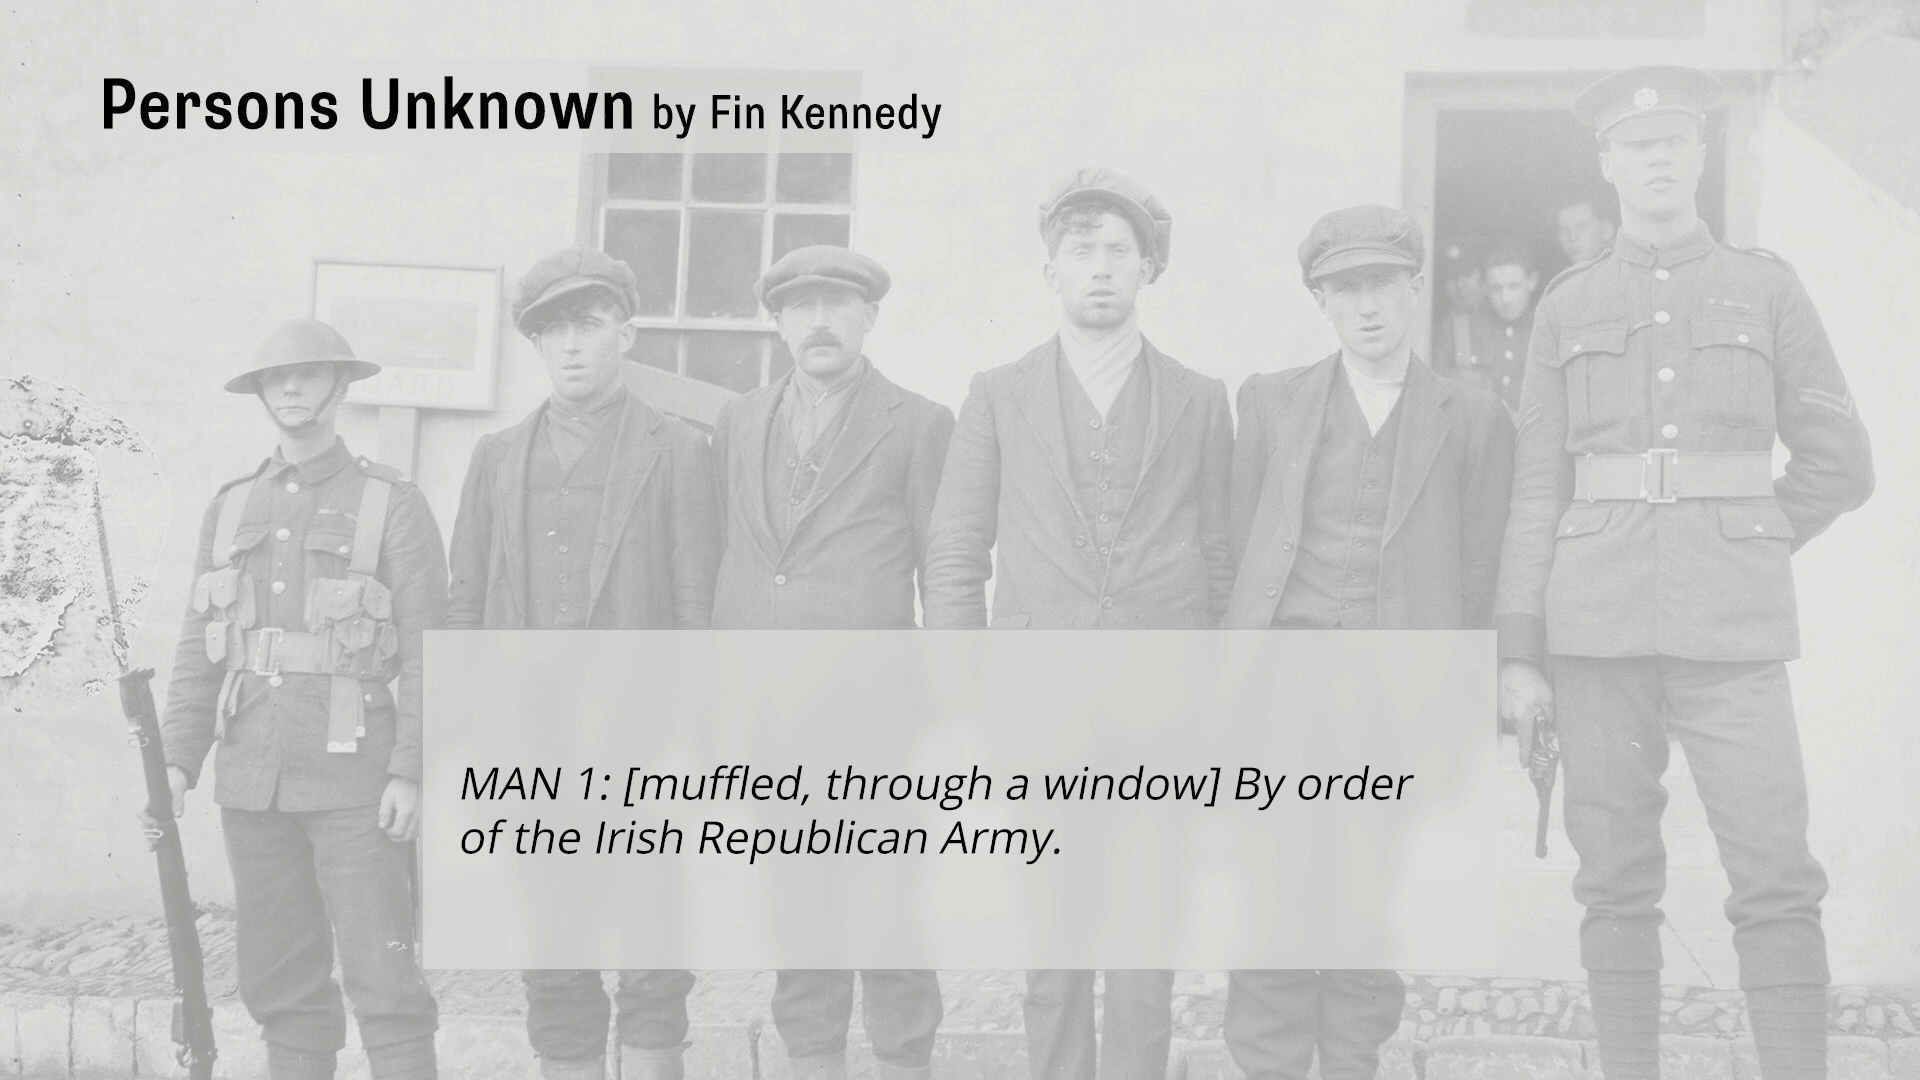 Persons Unknown by Fin Kennedy
MAN 1: [muffled, through a window] By order
of the Irish Republican Army.